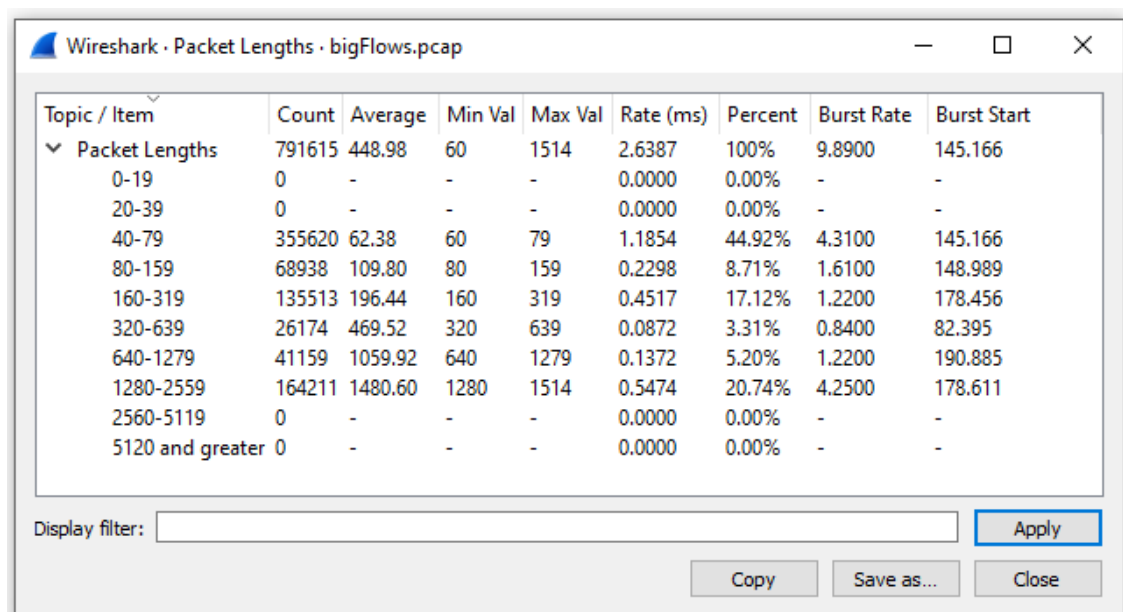 Wireshark · Packet Lengths · bigFlows.pcap
Topic / Item Count Average Min Val Max Val Rate (ms) Percent Burst Rate Burst Start
Packet Lengths 791615 448.98 60 1514 2.6387 100% 9.8900 145.166
0-19 0 - - - 0.0000 0.00% - -
20-39 0 - - - 0.0000 0.00% - -
40-79 355620 62.38 60 79 1.1854 44.92% 4.3100 145.166
80-159 68938 109.80 80 159 0.2298 8.71% 1.6100 148.989
160-319 135513 196.44 160 319 0.4517 17.12% 1.2200 178.456
320-639 26174 469.52 320 639 0.0872 3.31% 0.8400 82.395
640-1279 41159 1059.92 640 1279 0.1372 5.20% 1.2200 190.885
1280-2559 164211 1480.60 1280 1514 0.5474 20.74% 4.2500 178.611
2560-5119 0 - - - 0.0000 0.00% - -
5120 and greater 0 - - - 0.0000 0.00% - -
Display filter: Apply
Copy Save as... Close